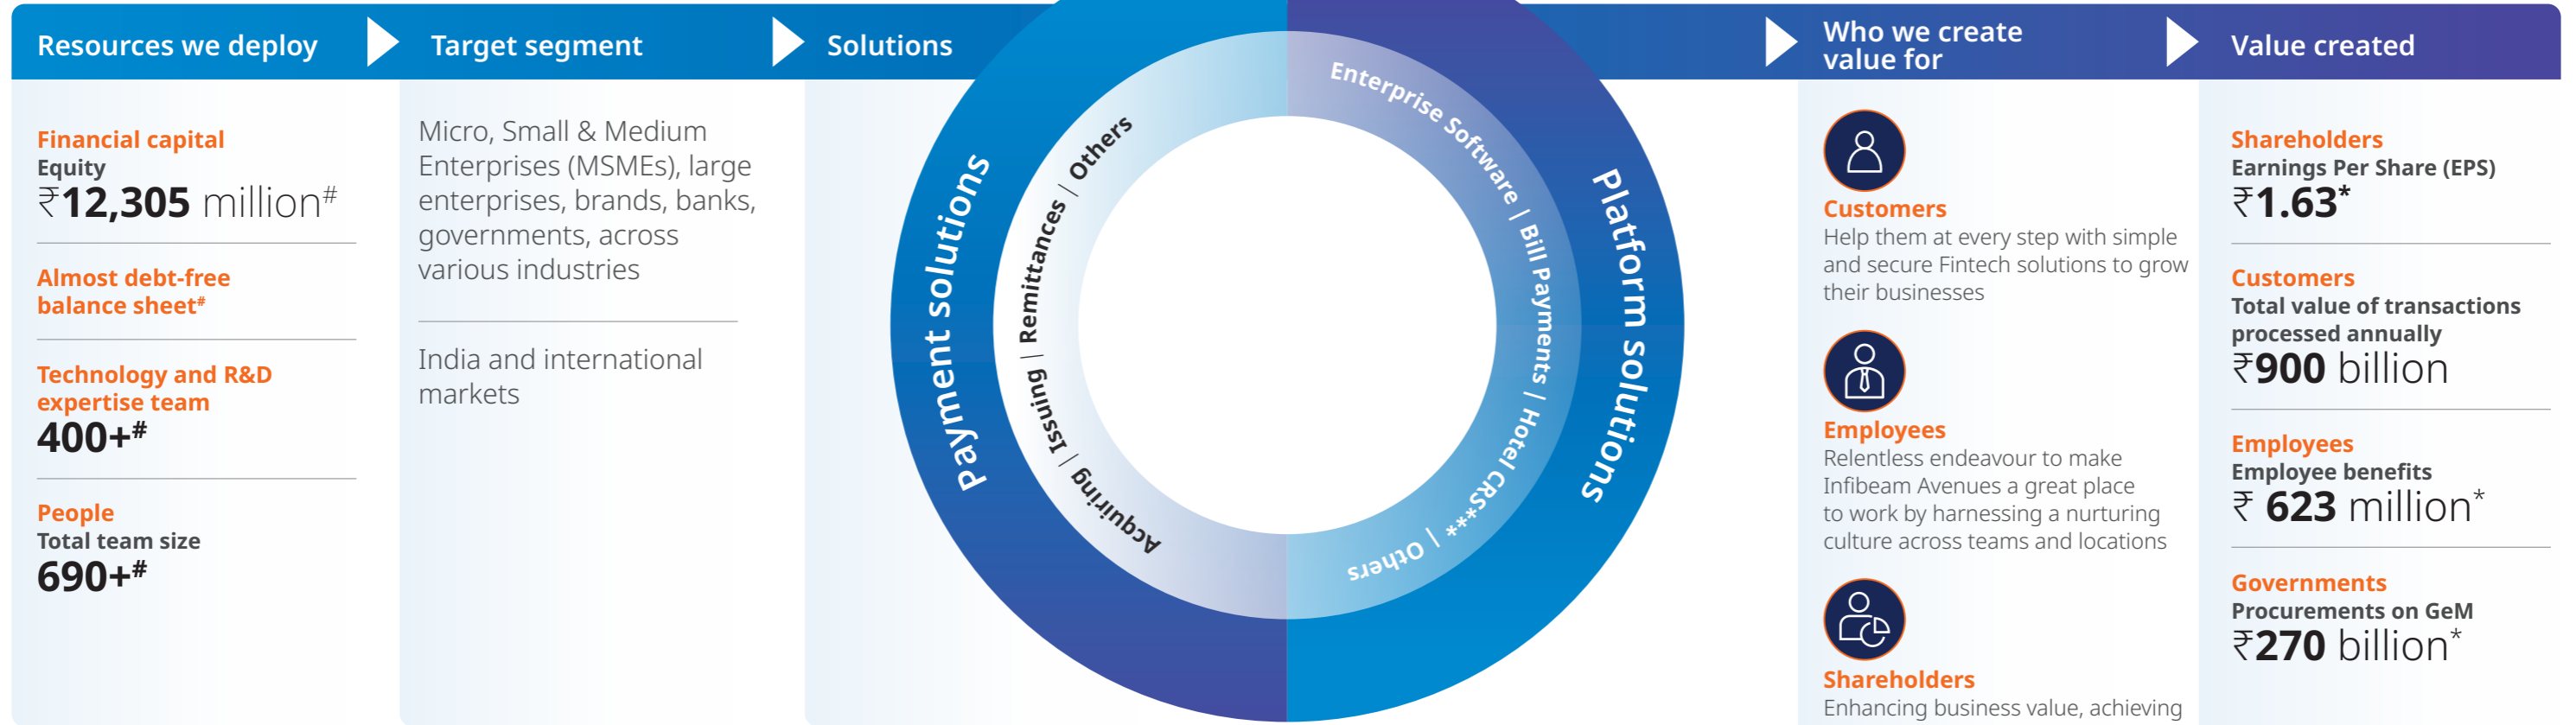 Resources we deploy
Target segment
Solutions
Who we create
value for
Value created
Financial capital
Equity
₹12,305 million#
Almost debt-free
balance sheet#
Technology and R&D
expertise team
400+#
People
Total team size
690+#
Micro, Small & Medium
Enterprises (MSMEs), large
enterprises, brands, banks,
governments, across
various industries
India and international
markets
Payment solutions
Acquiring | Issuing | Remittances | Others
Enterprise Software | Bill Payments | Hotel CRS*** | Others
Platform solutions
Customers
Help them at every step with simple
and secure Fintech solutions to grow
their businesses
Employees
Relentless endeavour to make
Infibeam Avenues a great place
to work by harnessing a nurturing
culture across teams and locations
Shareholders
Enhancing business value, achieving
Shareholders
Earnings Per Share (EPS)
₹1.63*
Customers
Total value of transactions
processed annually
₹900 billion
Employees
Employee benefits
₹ 623 million*
Governments
Procurements on GeM
₹270 billion*